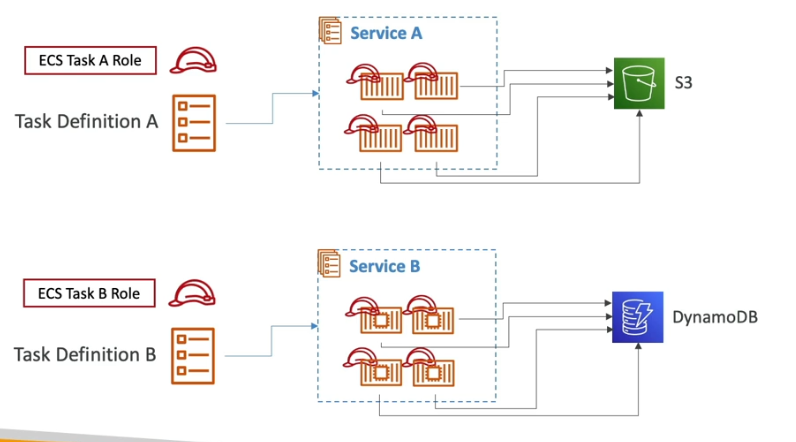 Service A
ECS Task A Role
Task Definition A
S3
Service B
ECS Task B Role
Task Definition B
DynamoDB